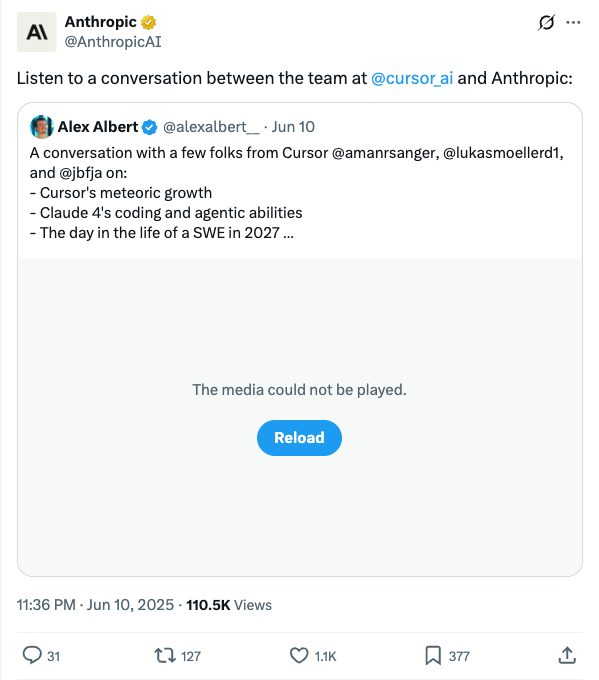 Anthropic
@AnthropicAI
Listen to a conversation between the team at @cursor_ai and Anthropic:
Alex Albert @alexalbert__ · Jun 10
A conversation with a few folks from Cursor @amanrsanger, @lukasmoellerd1,
and @jbfja on:
- Cursor's meteoric growth
- Claude 4's coding and agentic abilities
- The day in the life of a SWE in 2027 ...
The media could not be played.
Reload
11:36 PM · Jun 10, 2025 · 110.5K Views
31 127 1.1K 377